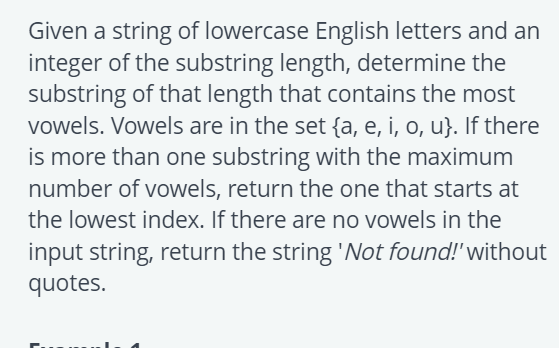 Given a string of lowercase English letters and an
integer of the substring length, determine the
substring of that length that contains the most
vowels. Vowels are in the set {a, e, i, o, u}. If there
is more than one substring with the maximum
number of vowels, return the one that starts at
the lowest index. If there are no vowels in the
input string, return the string 'Not found!' without
quotes.